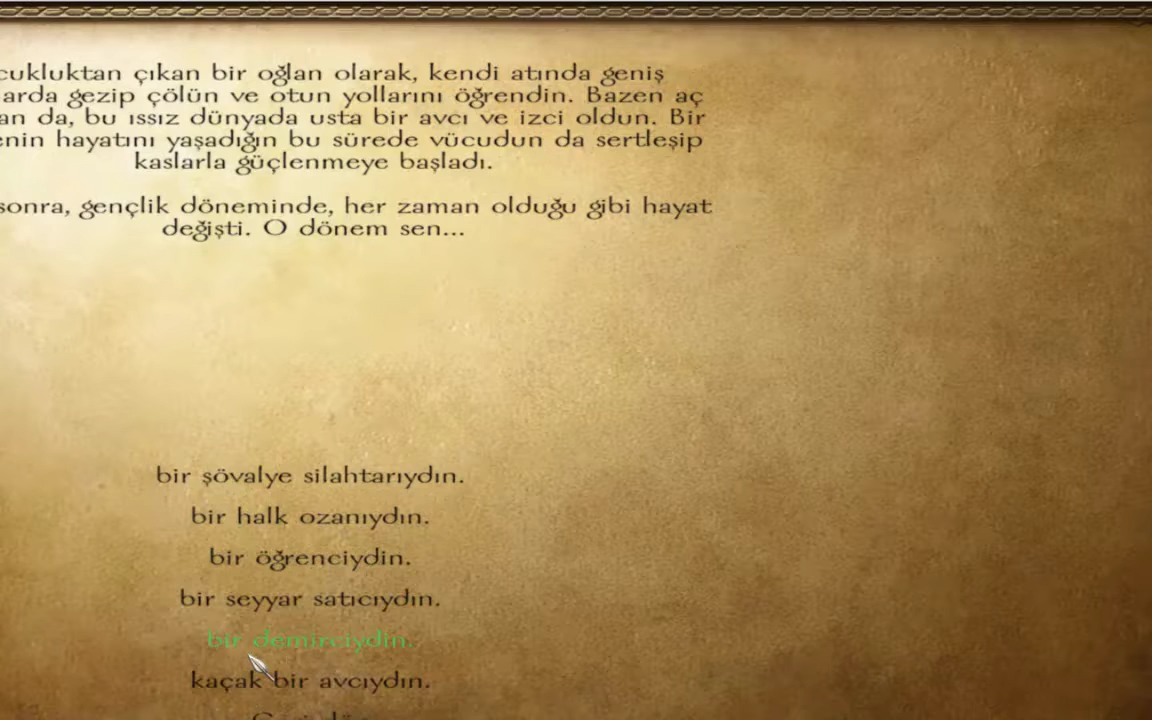 cukluktan çıkan bir oğlan olarak, kendi atında geniş
arda gezip çölün ve otun yollarını öğrendin. Bazen aç
an da, bu ıssız dünyada usta bir avcı ve izci oldun. Bir
enin hayatını yaşadığın bu sürede vücudun da sertleşip
kaslarla güçlenmeye başladı.
sonra, gençlik döneminde, her zaman olduğu gibi hayat
değişti. O dönem sen...
bir şövalye silahtarıydın.
bir halk ozanıydın.
bir öğrenciydin.
bir seyyar satıcıydın.
bir demirciydin.
kaçak bir avcıydın.